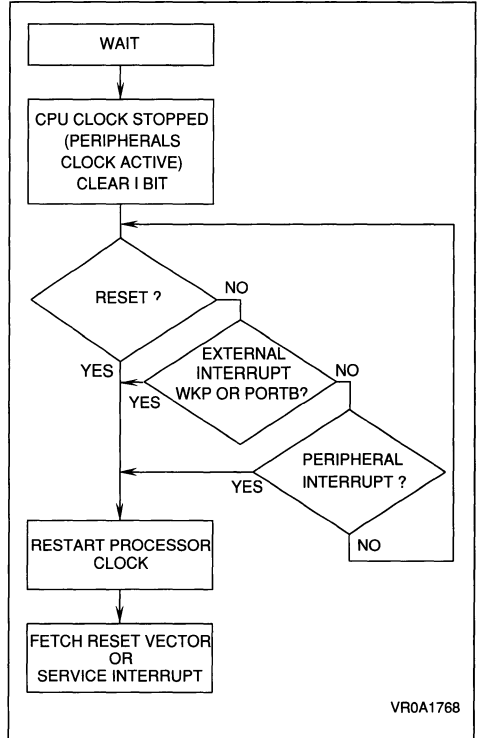 WAIT
CPU CLOCK STOPPED
(PERIPHERALS
CLOCK ACTIVE)
CLEAR I BIT
RESET ?
NO
YES
EXTERNAL
INTERRUPT
WKP OR PORTB?
NO
YES
PERIPHERAL
INTERRUPT ?
YES
NO
RESTART PROCESSOR
CLOCK
FETCH RESET VECTOR
OR
SERVICE INTERRUPT
VR0A1768